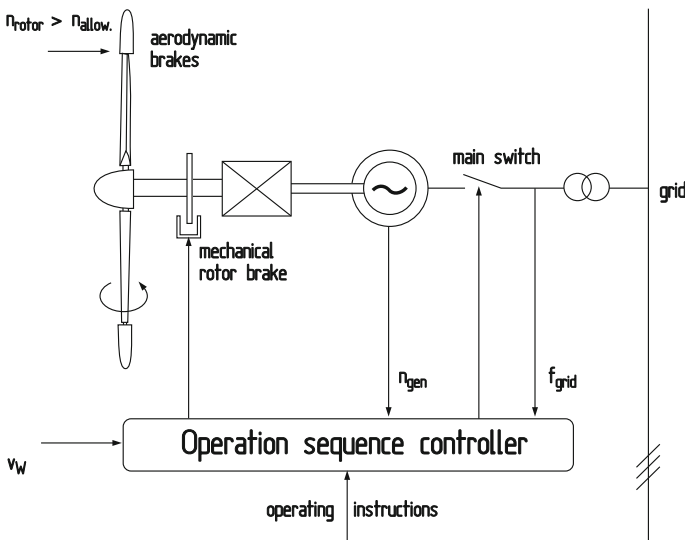 n_rotor > n_allow.
aerodynamic
brakes
main switch
grid
mechanical
rotor brake
n_gen
f_grid
Operation sequence controller
v_W
operating instructions